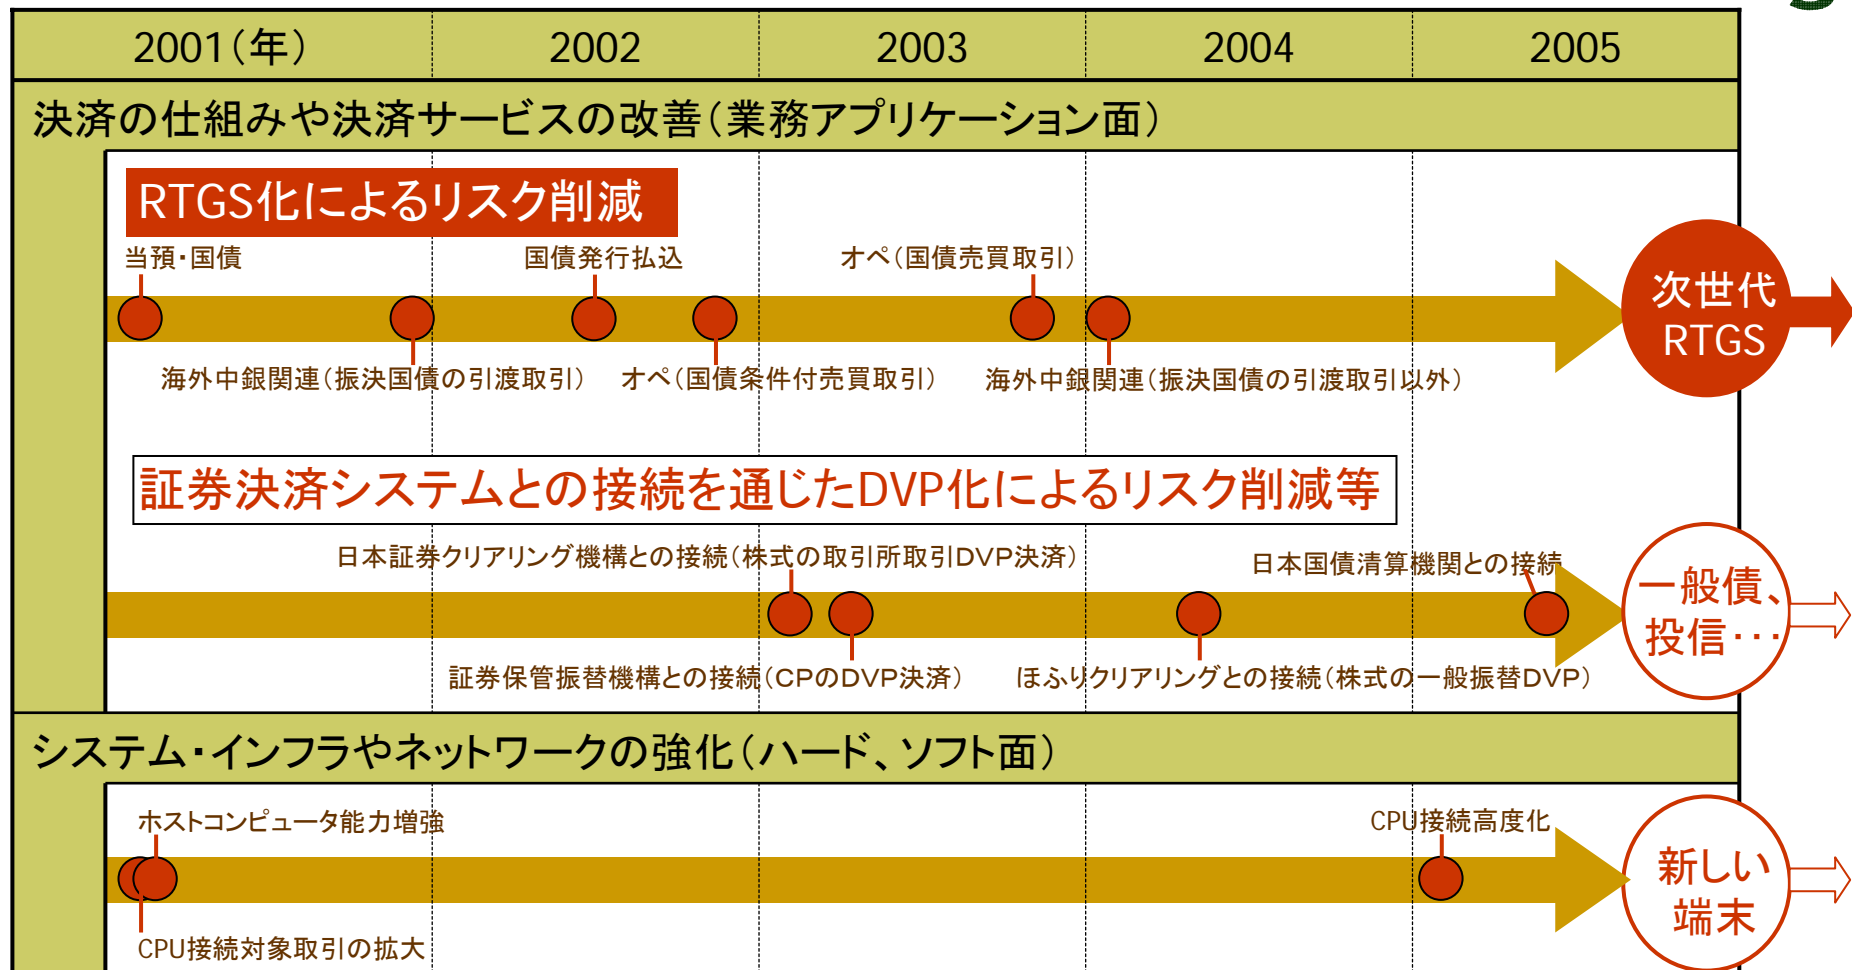 2001(年) 2002 2003 2004 2005
決済の仕組みや決済サービスの改善(業務アプリケーション面)
RTGS化によるリスク削減
当預・国債 国債発行払込 オペ(国債売買取引)
海外中銀関連(振決国債の引渡取引) オペ(国債条件付売買取引) 海外中銀関連(振決国債の引渡取引以外)
次世代
RTGS
証券決済システムとの接続を通じたDVP化によるリスク削減等
日本証券クリアリング機構との接続(株式の取引所取引DVP決済) 日本国債清算機関との接続
証券保管振替機構との接続(CPのDVP決済) ほふりクリアリングとの接続(株式の一般振替DVP)
一般債、
投信・・・
システム・インフラやネットワークの強化(ハード、ソフト面)
ホストコンピュータ能力増強 CPU接続高度化
CPU接続対象取引の拡大
新しい
端末